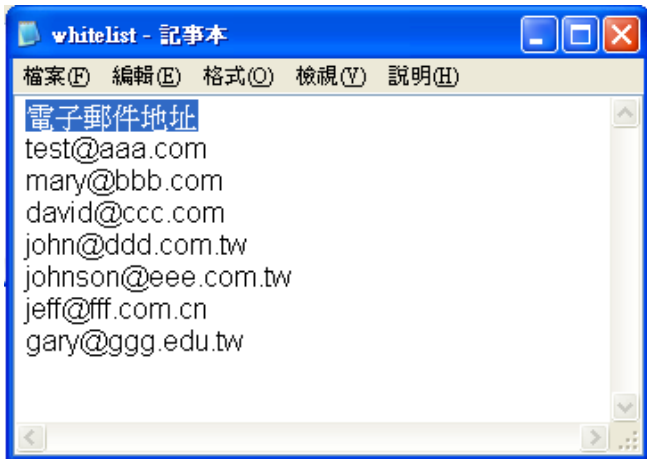 whitelist - 記事本
檔案(F) 編輯(E) 格式(O) 檢視(V) 說明(H)
電子郵件地址
test@aaa.com
mary@bbb.com
david@ccc.com
john@ddd.com.tw
johnson@eee.com.tw
jeff@fff.com.cn
gary@ggg.edu.tw